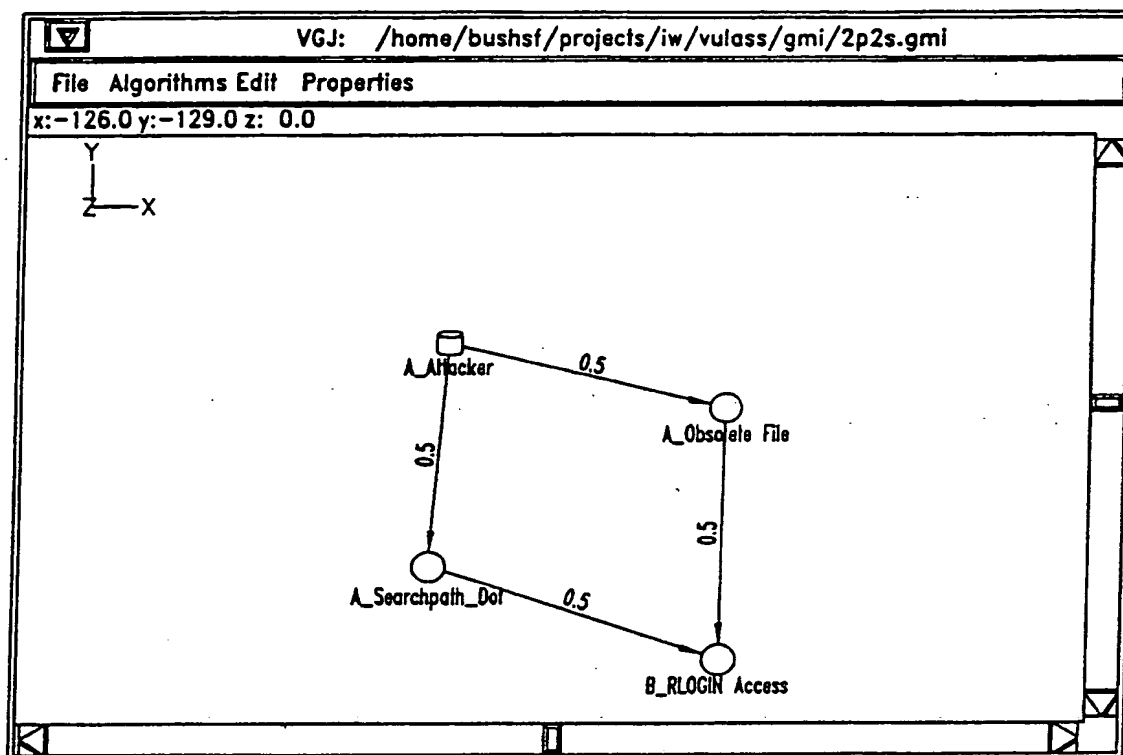 VGJ: /home/bushsf/projects/iw/vulass/gmi/2p2s.gmi
File Algorithms Edit Properties
x:-126.0 y:-129.0 z: 0.0
Y
Z X
A_Attacker
0.5
A_Obsolete File
0.5
0.5
A_Searchpath_Dot
0.5
B_RLOGIN Access